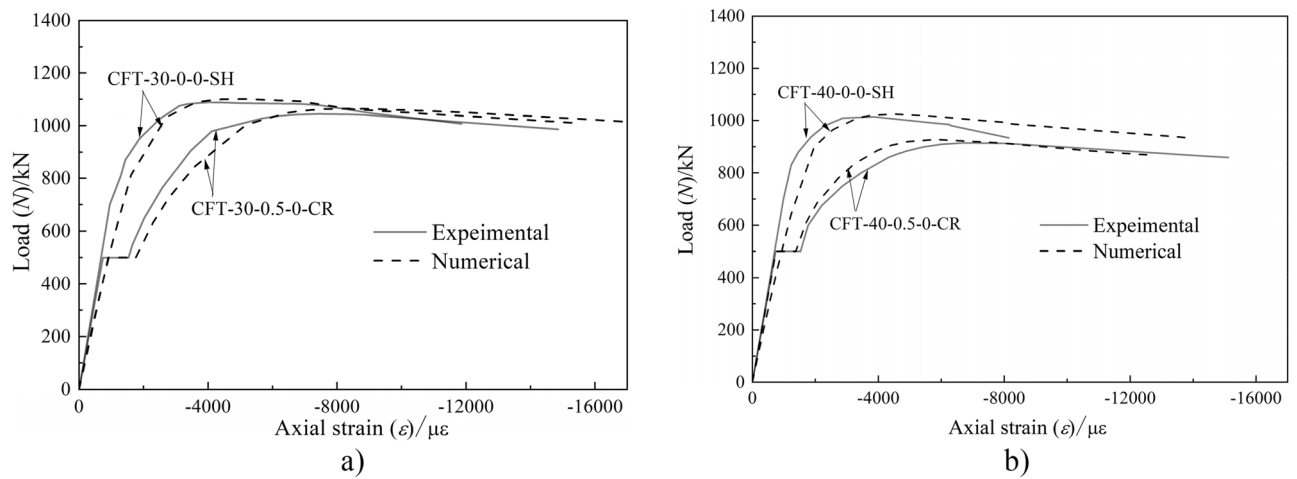 1400
1200
1000
800
600
400
200
0
Load (N)/kN
CFT-30-0-0-SH
CFT-30-0.5-0-CR
Expeimental
Numerical
0 -4000 -8000 -12000 -16000
Axial strain (ε)/με
a)
1400
1200
1000
800
600
400
200
0
Load (N)/kN
CFT-40-0-0-SH
CFT-40-0.5-0-CR
Expeimental
Numerical
0 -4000 -8000 -12000 -16000
Axial strain (ε)/με
b)